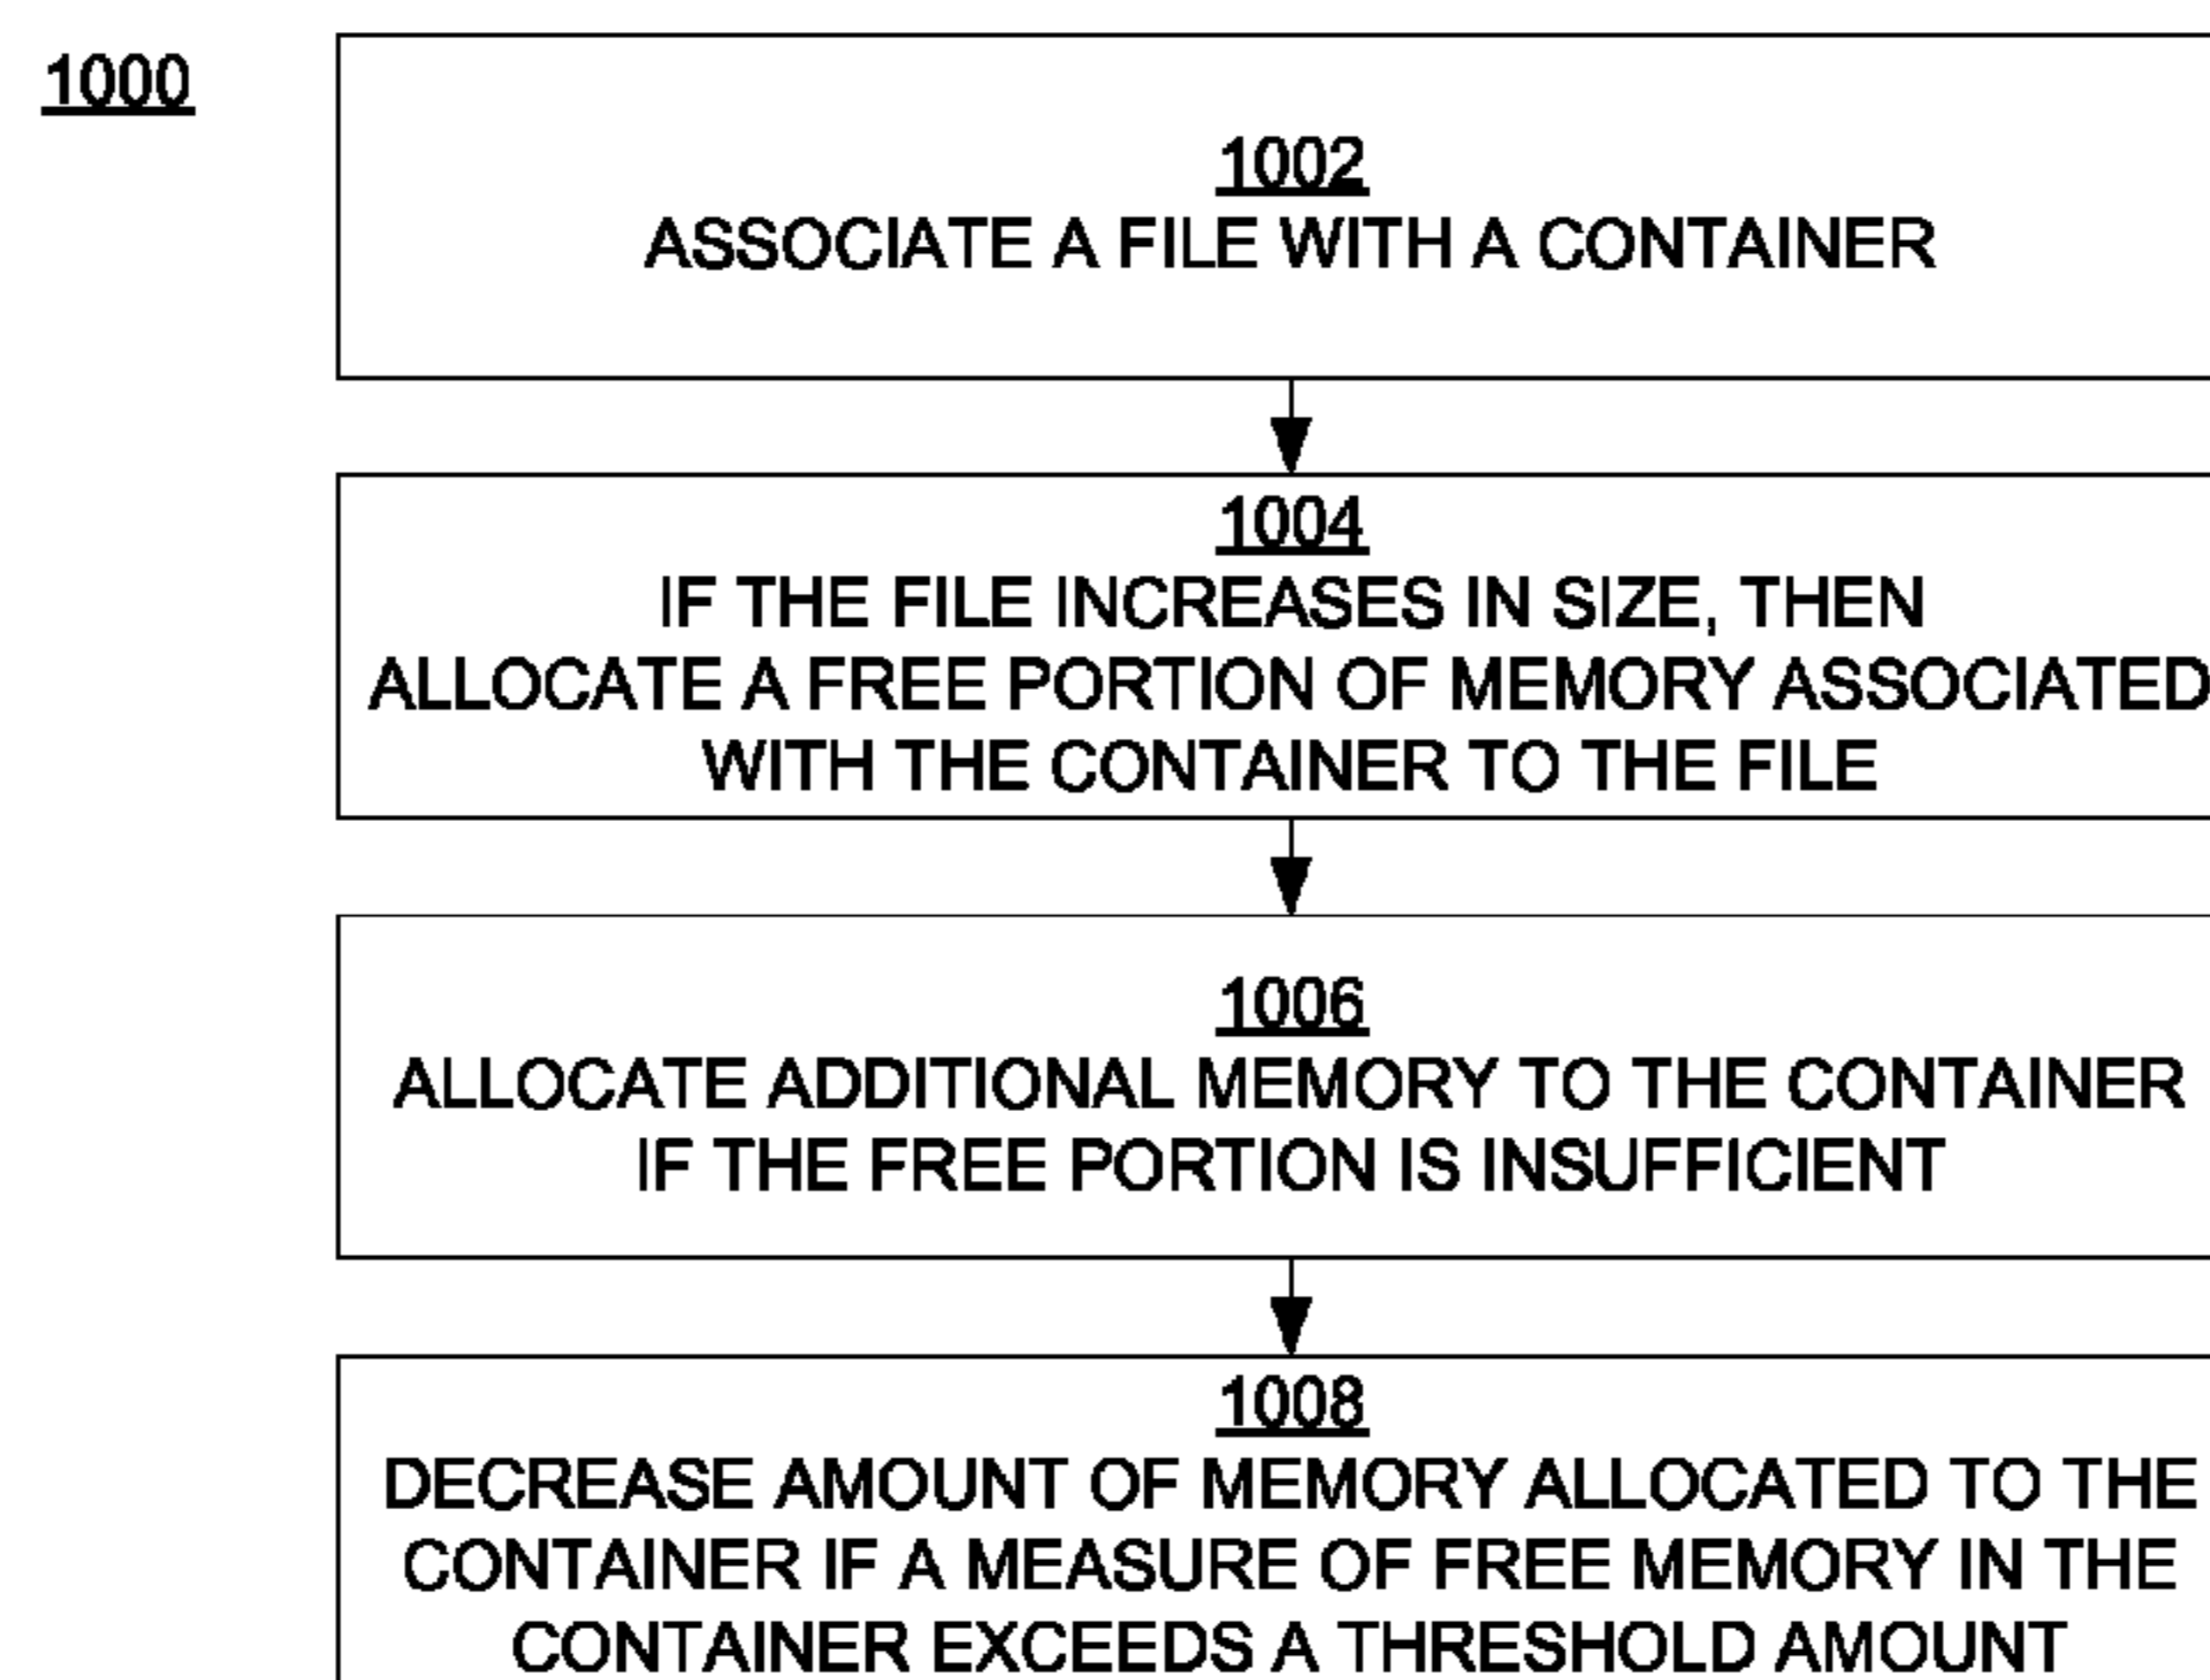 1000
1002
ASSOCIATE A FILE WITH A CONTAINER
1004
IF THE FILE INCREASES IN SIZE, THEN
ALLOCATE A FREE PORTION OF MEMORY ASSOCIATED
WITH THE CONTAINER TO THE FILE
1006
ALLOCATE ADDITIONAL MEMORY TO THE CONTAINER
IF THE FREE PORTION IS INSUFFICIENT
1008
DECREASE AMOUNT OF MEMORY ALLOCATED TO THE
CONTAINER IF A MEASURE OF FREE MEMORY IN THE
CONTAINER EXCEEDS A THRESHOLD AMOUNT